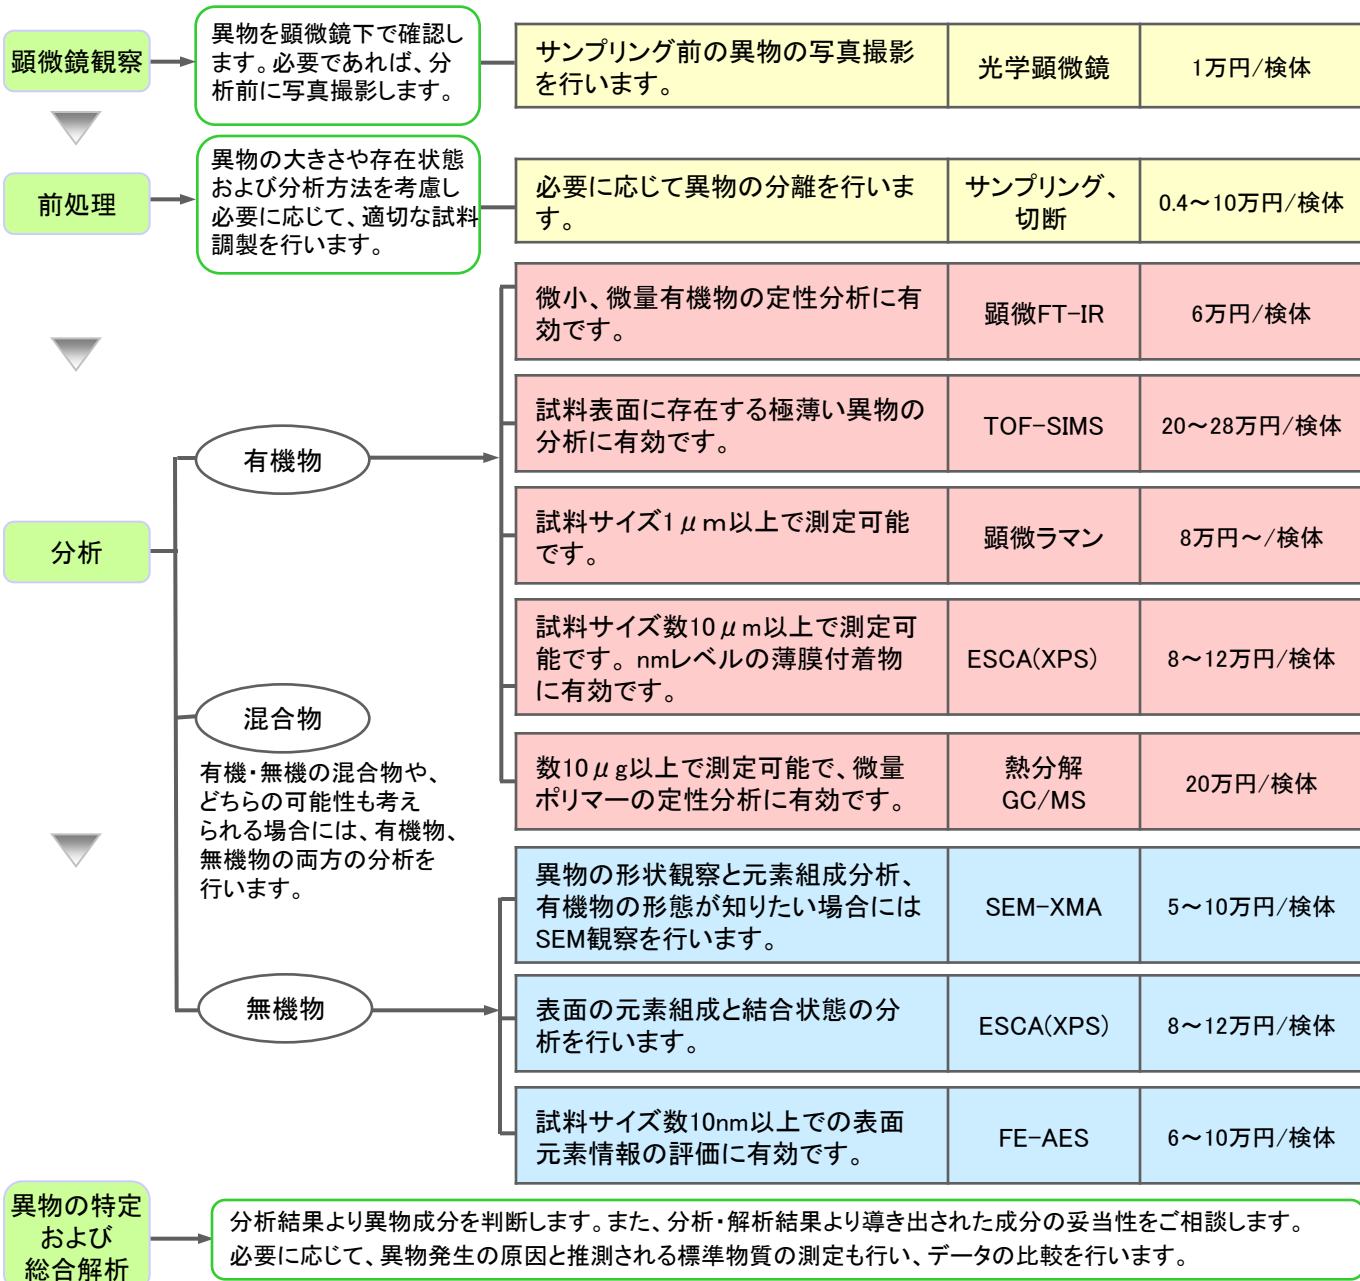 顕微鏡観察
異物を顕微鏡下で確認し
ます。必要であれば、分
析前に写真撮影します。
サンプリング前の異物の写真撮影
を行います。
光学顕微鏡
1万円/検体
前処理
異物の大きさや存在状態
および分析方法を考慮し
必要に応じて、適切な試料
調製を行います。
必要に応じて異物の分離を行いま
す。
サンプリング、
切断
0.4～10万円/検体
分析
有機物
微小、微量有機物の定性分析に有
効です。
顕微FT-IR
6万円/検体
試料表面に存在する極薄い異物の
分析に有効です。
TOF-SIMS
20～28万円/検体
試料サイズ1μm以上で測定可能
です。
顕微ラマン
8万円～/検体
試料サイズ数10μm以上で測定可
能です。nmレベルの薄膜付着物
に有効です。
ESCA(XPS)
8～12万円/検体
数10μg以上で測定可能で、微量
ポリマーの定性分析に有効です。
熱分解
GC/MS
20万円/検体
混合物
有機・無機の混合物や、
どちらの可能性も考え
られる場合には、有機物、
無機物の両方の分析を
行います。
無機物
異物の形状観察と元素組成分析、
有機物の形態が知りたい場合には
SEM観察を行います。
SEM-XMA
5～10万円/検体
表面の元素組成と結合状態の分
析を行います。
ESCA(XPS)
8～12万円/検体
試料サイズ数10nm以上での表面
元素情報の評価に有効です。
FE-AES
6～10万円/検体
異物の特定
および
総合解析
分析結果より異物成分を判断します。また、分析・解析結果より導き出された成分の妥当性をご相談します。
必要に応じて、異物発生の原因と推測される標準物質の測定も行い、データの比較を行います。